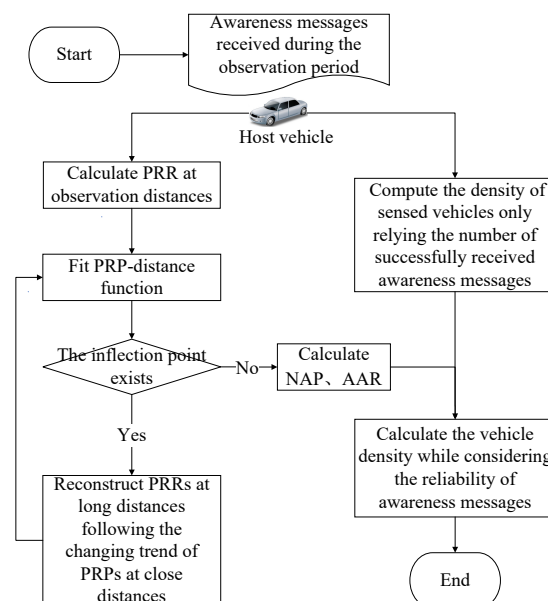 Start
Awareness messages
received during the
observation period
Host vehicle
Calculate PRR at
observation distances
Compute the density of
sensed vehicles only
relying the number of
successfully received
awareness messages
Fit PRP-distance
function
The inflection point
exists
No
Calculate
NAP、AAR
Yes
Calculate the vehicle
density while considering
the reliability of
awareness messages
Reconstruct PRRs at
long distances
following the
changing trend of
PRPs at close
distances
End